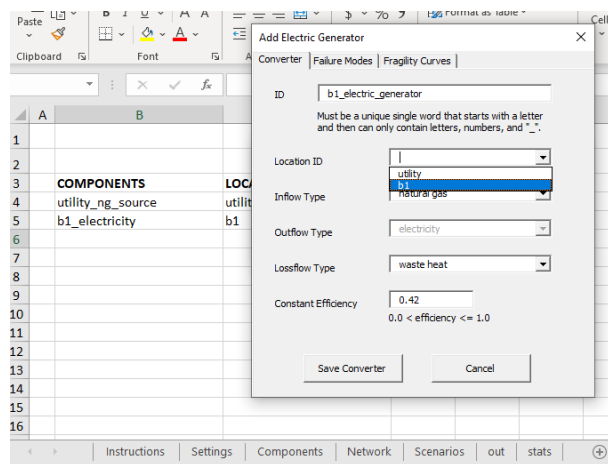 Paste
B I U A A
$ % 9
Format as Table
Cell
Clipboard
Font
A
fx
Add Electric Generator
Converter
Failure Modes
Fragility Curves
ID
b1_electric_generator
Must be a unique single word that starts with a letter
and then can only contain letters, numbers, and "_".
Location ID
utility
b1
Inflow Type
natural gas
Outflow Type
electricity
Lossflow Type
waste heat
Constant Efficiency
0.42
0.0 < efficiency <= 1.0
Save Converter
Cancel
A
B
1
2
3 COMPONENTS LOCA
4 utility_ng_source utilit
5 b1_electricity b1
6
7
8
9
10
11
12
13
14
15
16
Instructions
Settings
Components
Network
Scenarios
out
stats